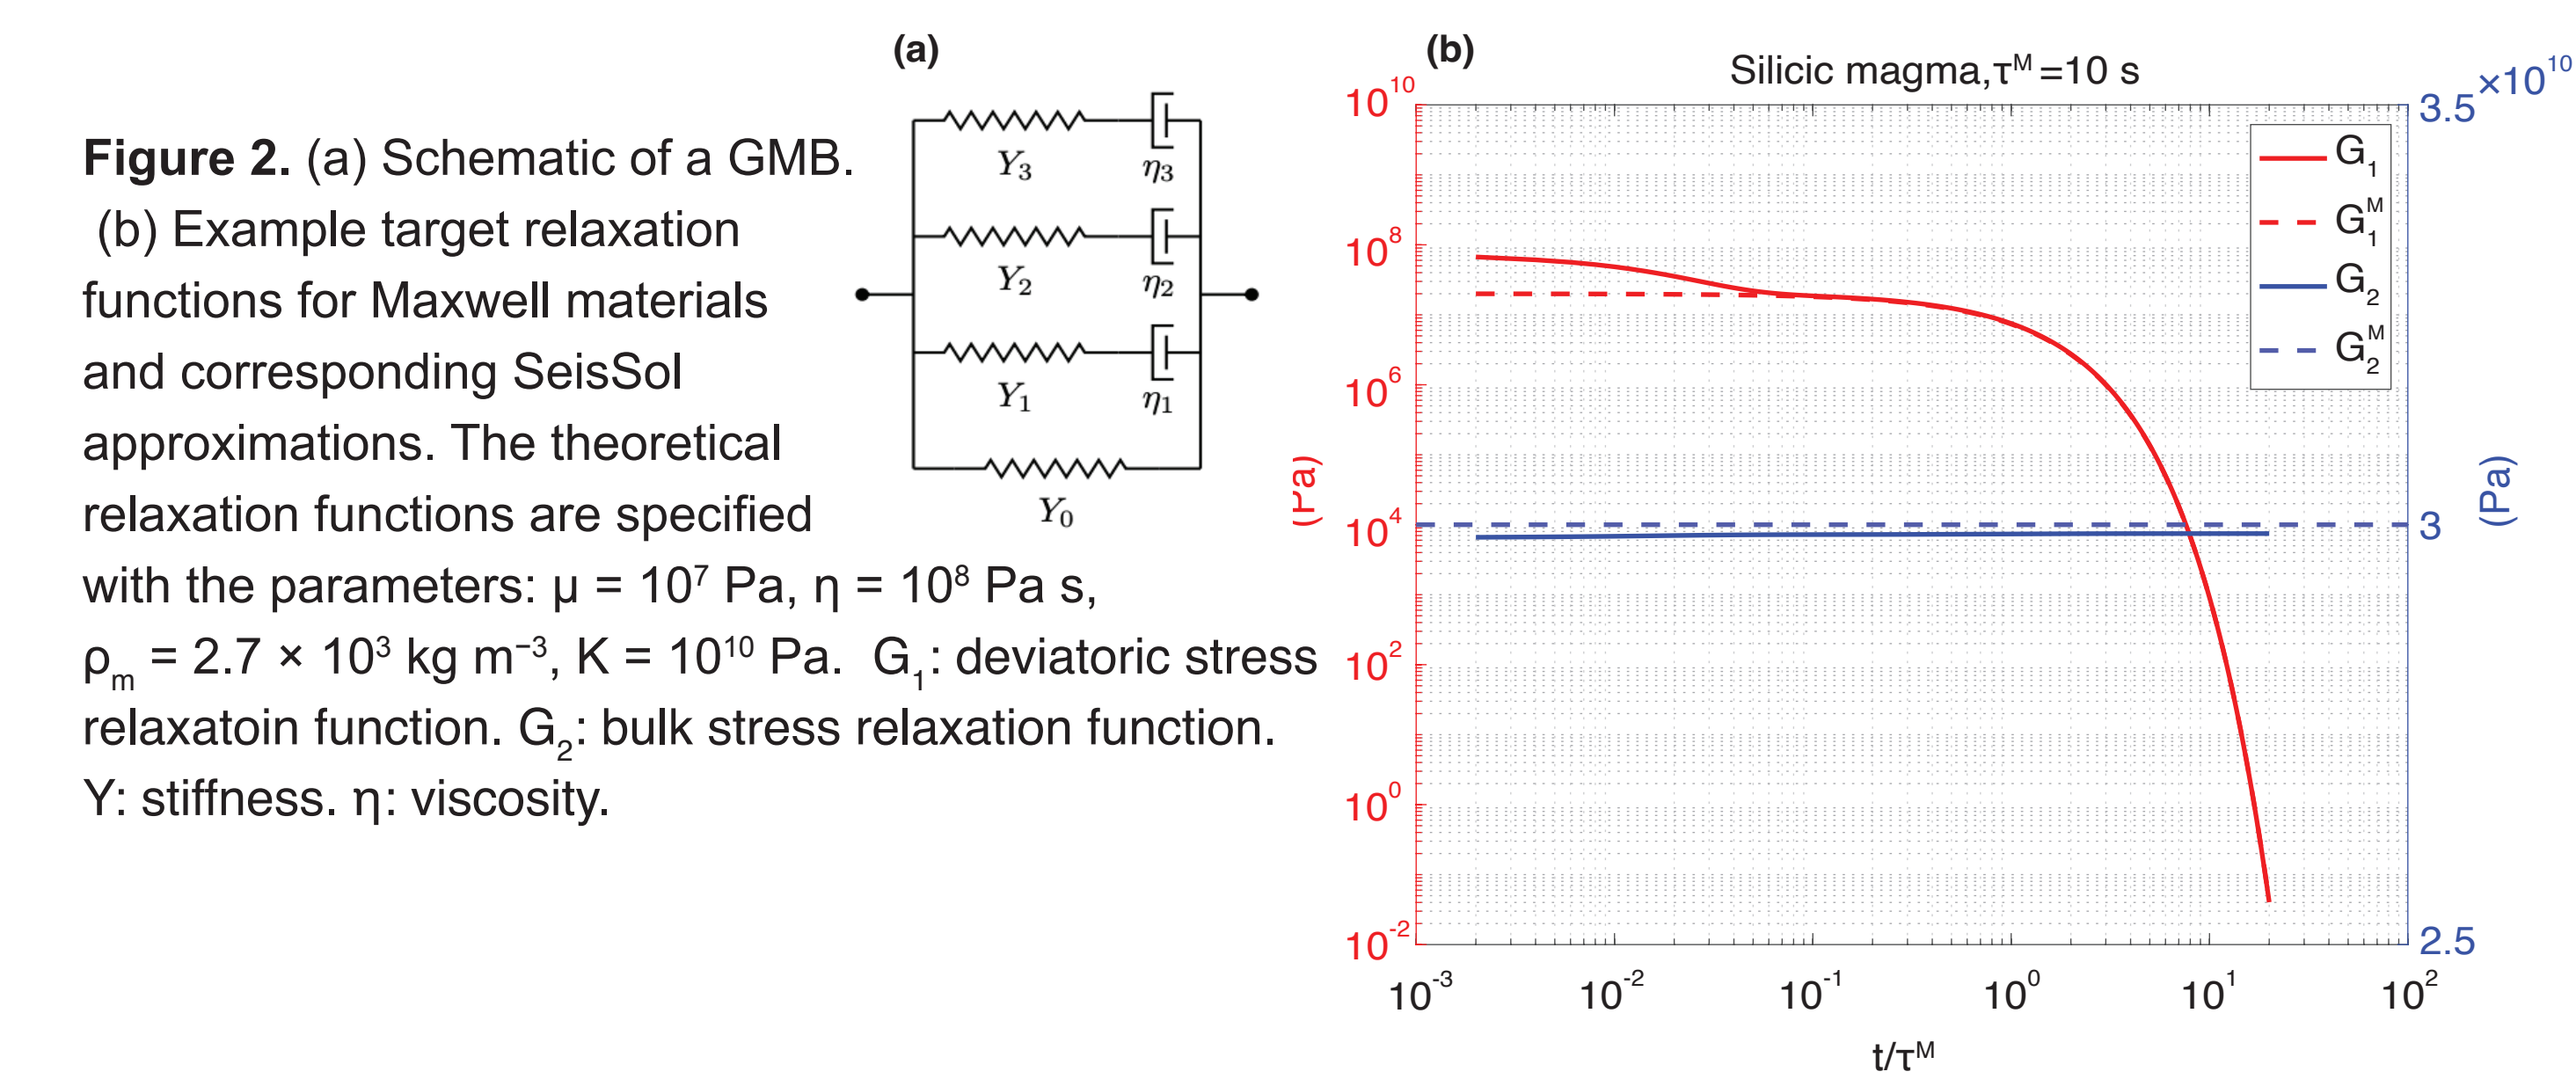 Figure 2. (a) Schematic of a GMB.
(b) Example target relaxation
functions for Maxwell materials
and corresponding SeisSol
approximations. The theoretical
relaxation functions are specified
with the parameters: μ = 10⁷ Pa, η = 10⁸ Pa s,
ρₘ = 2.7 × 10³ kg m⁻³, K = 10¹⁰ Pa. G₁: deviatoric stress
relaxatoin function. G₂: bulk stress relaxation function.
Y: stiffness. η: viscosity.
(a)
Y₃ η₃
Y₂ η₂
Y₁ η₁
Y₀
(b)
Silicic magma,τᴹ=10 s
10¹⁰
10⁸
10⁶
10⁴
10²
10⁰
10⁻²
(Pa)
G₁
G₁ᴹ
G₂
G₂ᴹ
×10¹⁰
3.5
3
2.5
(Pa)
10⁻³ 10⁻² 10⁻¹ 10⁰ 10¹ 10²
t/τᴹ